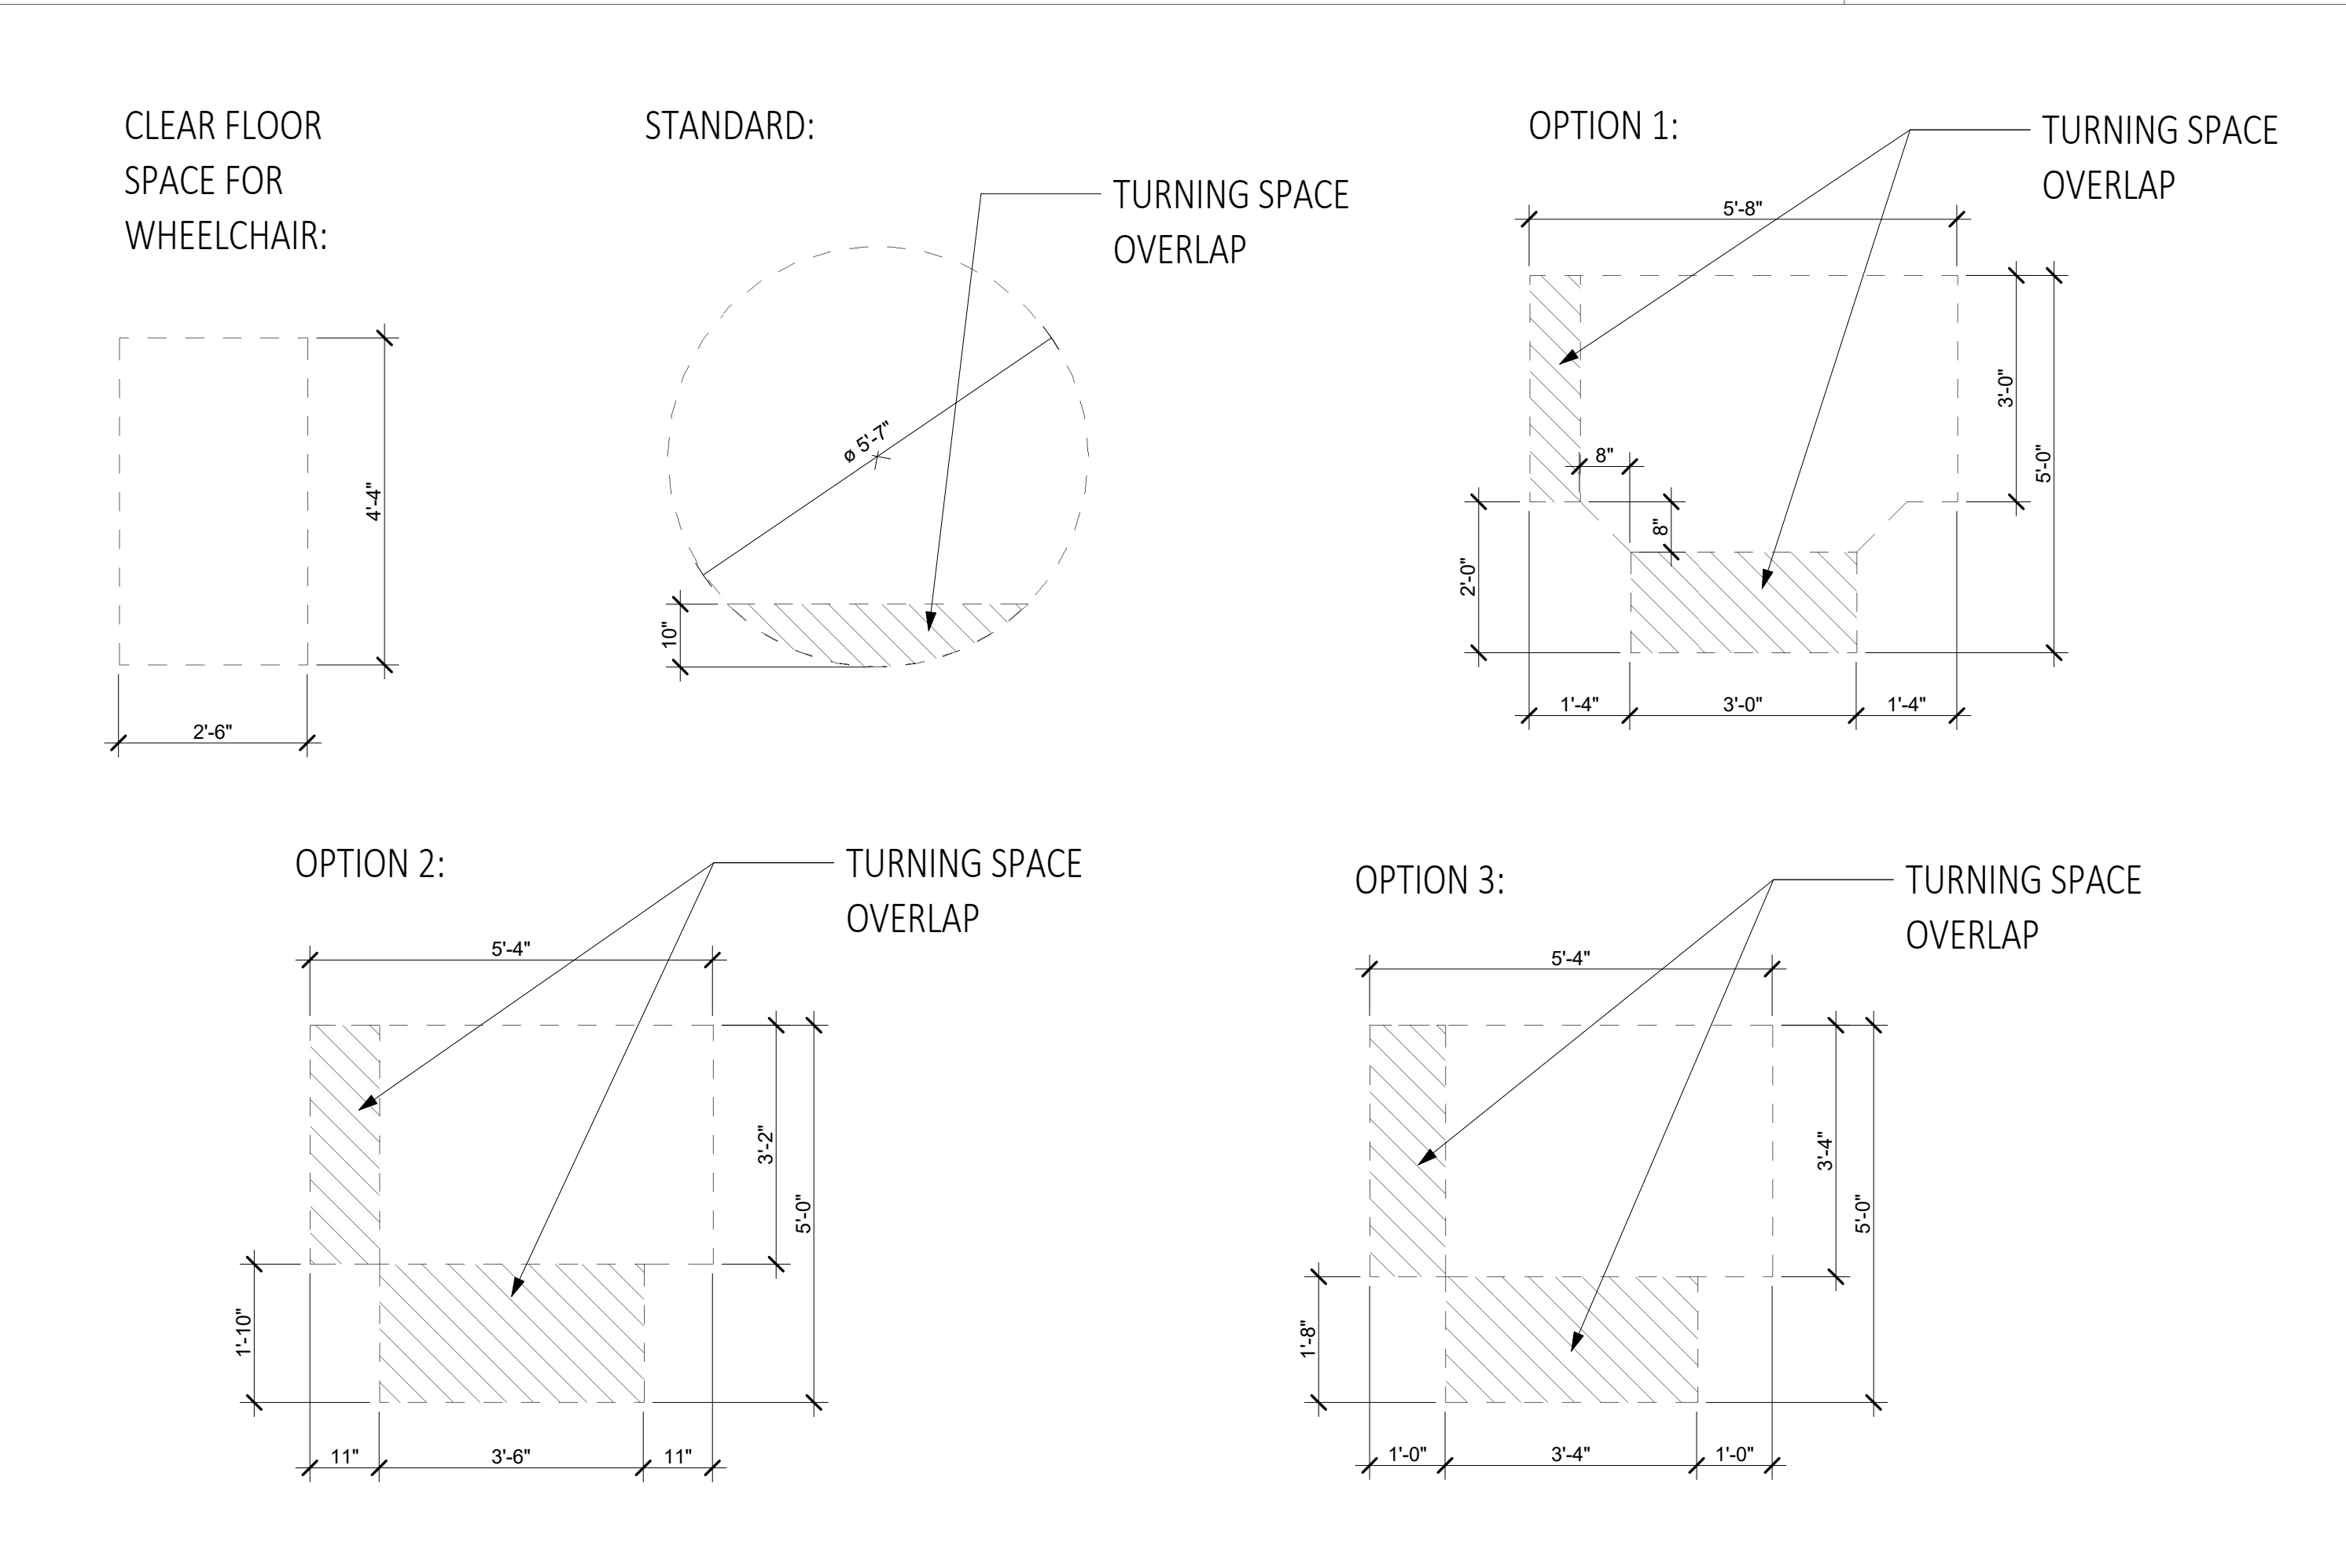 CLEAR FLOOR
SPACE FOR
WHEELCHAIR:
4'-4"
2'-6"
STANDARD:
TURNING SPACE
OVERLAP
ø 5'-7"
10"
OPTION 1:
TURNING SPACE
OVERLAP
5'-8"
3'-0"
5'-0"
8"
8"
2'-0"
1'-4"
3'-0"
1'-4"
OPTION 2:
TURNING SPACE
OVERLAP
5'-4"
3'-2"
5'-0"
1'-10"
11"
3'-6"
11"
OPTION 3:
TURNING SPACE
OVERLAP
5'-4"
3'-4"
5'-0"
1'-8"
1'-0"
3'-4"
1'-0"